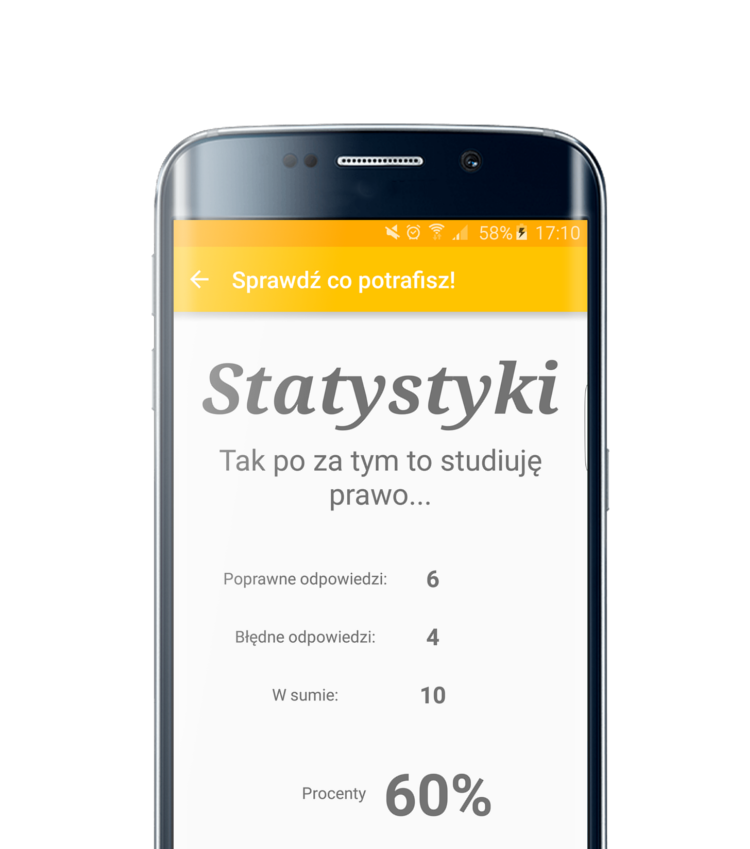 58% 17:10
Sprawdź co potrafisz!
Statystyki
Tak po za tym to studiuję
prawo...
Poprawne odpowiedzi: 6
Błędne odpowiedzi: 4
W sumie: 10
Procenty 60%